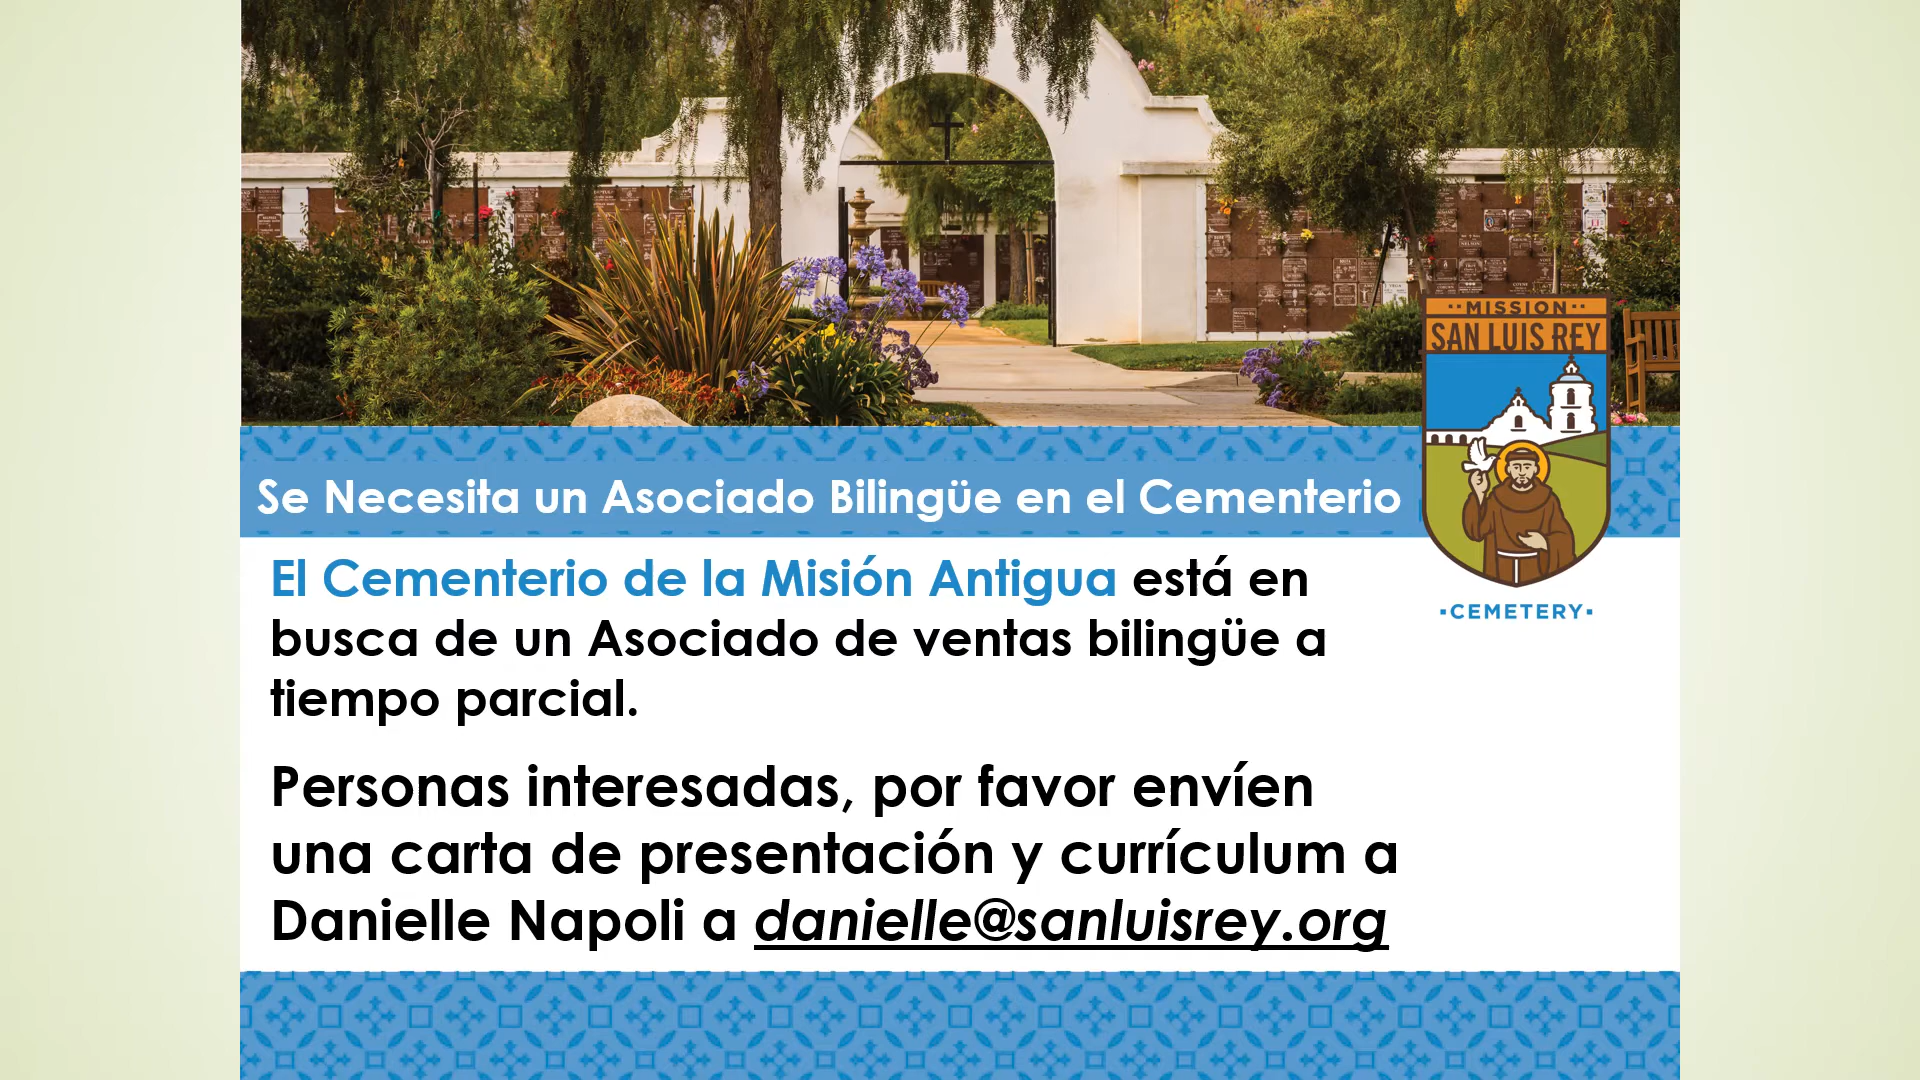 MISSION
SAN LUIS REY
Se Necesita un Asociado Bilingüe en el Cementerio
El Cementerio de la Misión Antigua está en
busca de un Asociado de ventas bilingüe a
tiempo parcial.
·CEMETERY·
Personas interesadas, por favor envíen
una carta de presentación y currículum a
Danielle Napoli a danielle@sanluisrey.org